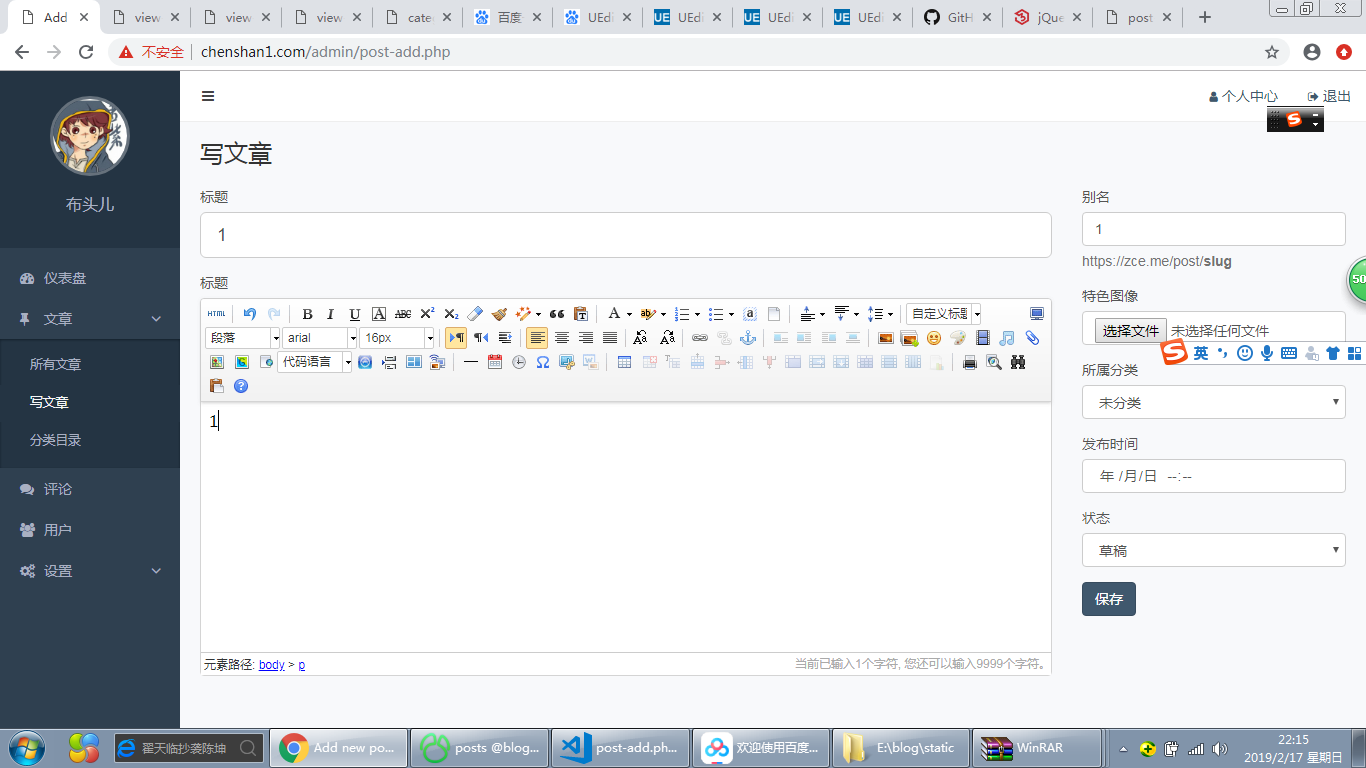 Add
view
view
view
cate
百度
UEdi
UEdi
UEdi
UEdi
GitH
jQue
post
不安全 chenshan1.com/admin/post-add.php
布头儿
仪表盘
文章
所有文章
写文章
分类目录
评论
用户
设置
个人中心 退出
写文章
标题
1
标题
HTML
自定义标题
段落 arial 16px
代码语言
1
元素路径: body > p
当前已输入1个字符, 您还可以输入9999个字符。
别名
1
https://zce.me/post/slug
特色图像
选择文件 未选择任何文件
英
所属分类
未分类
发布时间
年 /月/日 --:--
状态
草稿
保存
50
翟天临抄袭陈坤
Add new po...
posts @blog...
post-add.ph...
欢迎使用百度...
E:\blog\static
WinRAR
22:15
2019/2/17 星期日